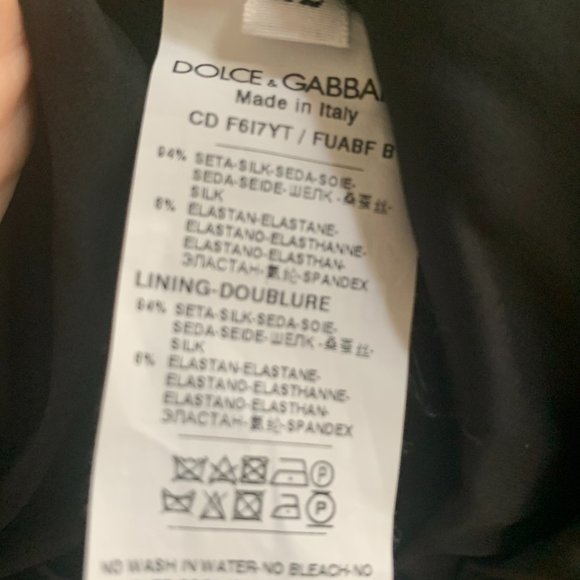 DOLCE & GABBA
Made in Italy
CD F6I7YT / FUABF B
94% SETA-SILK-SEDA-SOIE-
SEDA-SEIDE-ШЕЛК-桑蚕丝-
SILK
6% ELASTAN-ELASTANE-
ELASTANO-ELASTHANNE-
ELASTANO-ELASTHAN-
ЭЛАСТАН-氨纶-SPANDEX
LINING-DOUBLURE
94% SETA-SILK-SEDA-SOIE-
SEDA-SEIDE-ШЕЛК-桑蚕丝-
SILK
6% ELASTAN-ELASTANE-
ELASTANO-ELASTHANNE-
ELASTANO-ELASTHAN-
ЭЛАСТАН-氨纶-SPANDEX
P
P
NO WASH IN WATER-NO BLEACH-NO